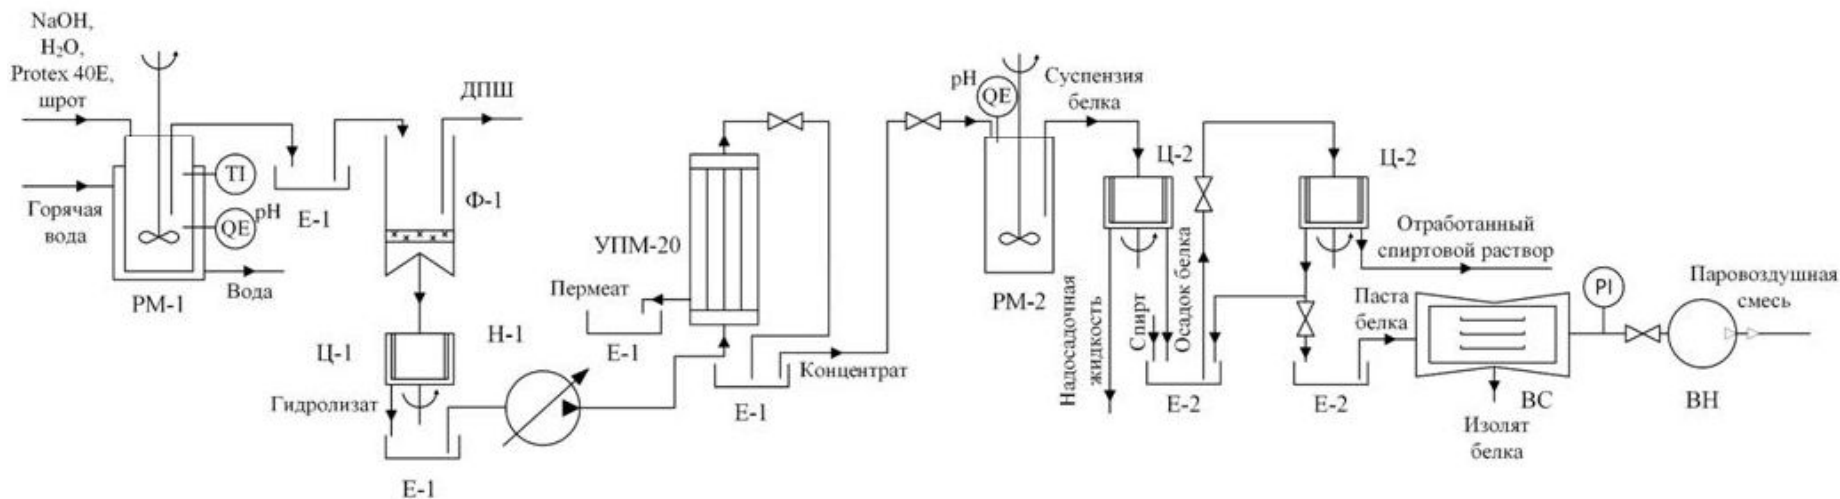 NaOH,
H₂O,
Protex 40E,
шрот
Горячая
вода
TI
QE
pH
Вода
РМ-1
Е-1
ДПШ
Ф-1
Ц-1
Гидролизат
Е-1
Н-1
УПМ-20
Пермеат
Е-1
Е-1
Концентрат
pH
QE
РМ-2
Суспензия
белка
Ц-2
Надосадочная
жидкость
Спирт
Осадок белка
Е-2
Ц-2
Отработанный
спиртовой раствор
Е-2
Паста
белка
ВС
Изолят
белка
PI
Паровоздушная
смесь
ВН